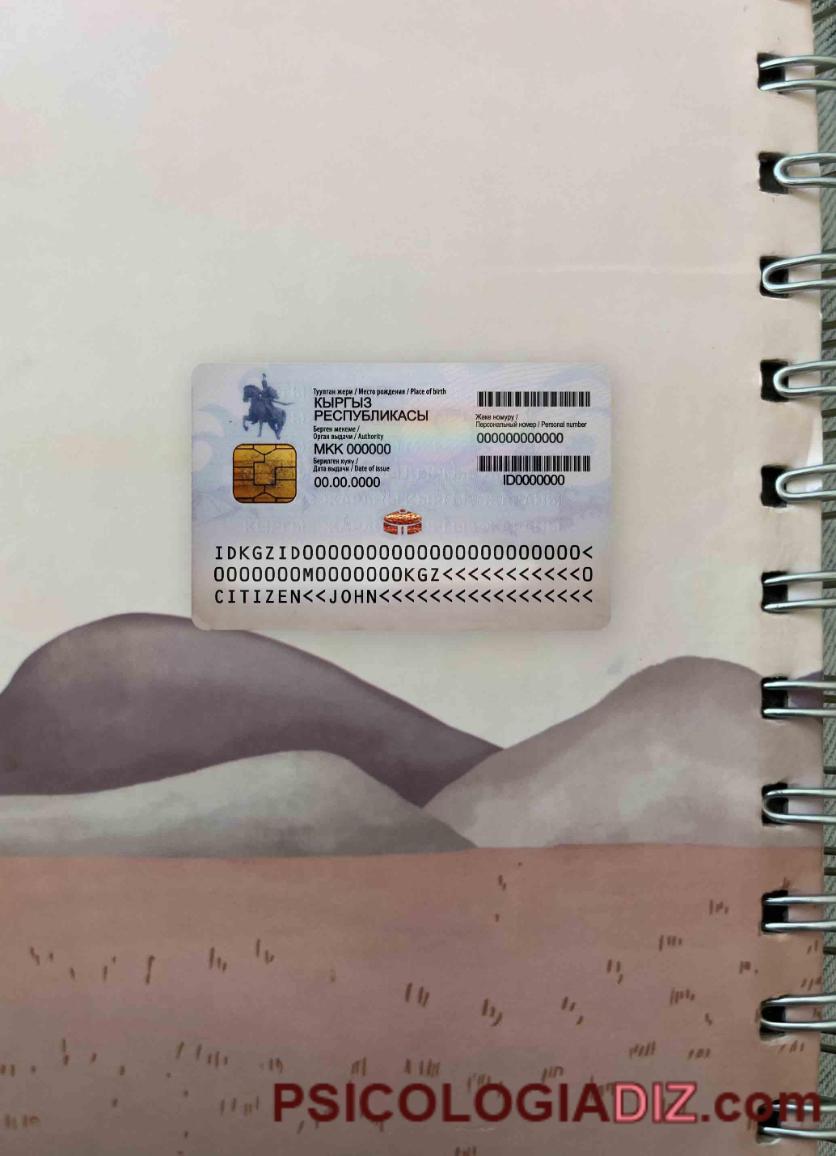 Туулган жери / Место рождения / Place of birth
КЫРГЫЗ
РЕСПУБЛИКАСЫ
Берген мекеме /
Орган выдачи / Authority
МКК 000000
Берилген күнү /
Дата выдачи / Date of issue
00.00.0000
Жеке номуру /
Персональный номер / Personal number
000000000000
ID0000000
IDKGZID0000000000000000000000<
0000000M0000000KGZ<<<<<<<<<<<0
CITIZEN<<JOHN<<<<<<<<<<<<<<<<<
PSICOLOGIADIZ.com